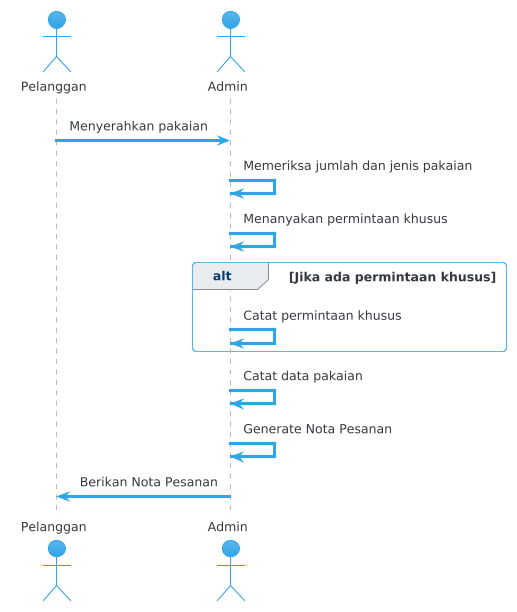 Pelanggan
Admin
Menyerahkan pakaian
Memeriksa jumlah dan jenis pakaian
Menanyakan permintaan khusus
alt
[Jika ada permintaan khusus]
Catat permintaan khusus
Catat data pakaian
Generate Nota Pesanan
Berikan Nota Pesanan
Pelanggan
Admin